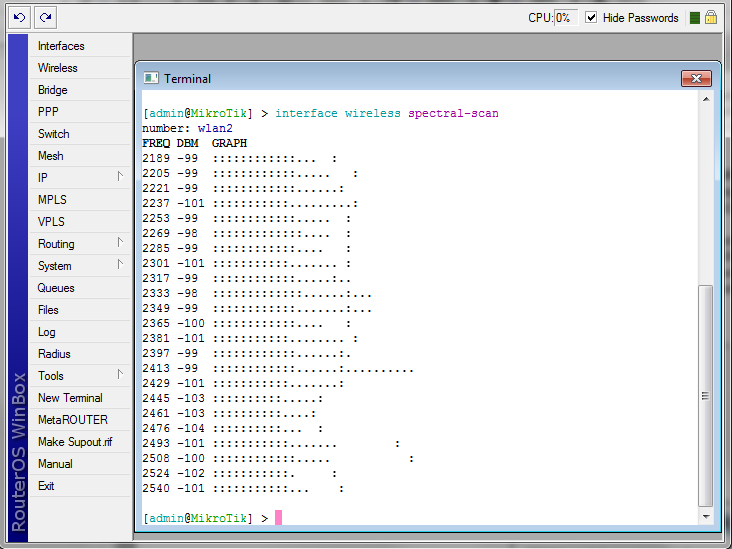 CPU: 0% Hide Passwords
Interfaces
Wireless
Bridge
PPP
Switch
Mesh
IP
MPLS
VPLS
Routing
System
Queues
Files
Log
Radius
Tools
New Terminal
MetaROUTER
Make Supout.rif
Manual
Exit
RouterOS WinBox
Terminal
[admin@MikroTik] > interface wireless spectral-scan
number: wlan2
FREQ DBM  GRAPH
2189 -99  ::::::::::::...  :
2205 -99  ::::::::::::.....   :
2221 -99  ::::::::::::......:
2237 -101 ::::::::::::........:
2253 -99  ::::::::::::.....  :
2269 -98  ::::::::::::....   :
2285 -99  ::::::::::::....   :
2301 -101 ::::::::::::....... :
2317 -99  ::::::::::::.....:..
2333 -98  ::::::::::::.......:...
2349 -99  ::::::::::::.......:...
2365 -100 ::::::::::::....   :
2381 -101 ::::::::::::........ :
2397 -99  ::::::::::::.......:.
2413 -99  ::::::::::::.......:..........
2429 -101 ::::::::::::......:
2445 -103 ::::::::::::...:
2461 -103 ::::::::::::...:
2476 -104 ::::::::::::...  :
2493 -101 ::::::::::::......        :
2508 -100 ::::::::::::.....           :
2524 -102 :::::::::::.     :
2540 -101 ::::::::::::...    :
[admin@MikroTik] >